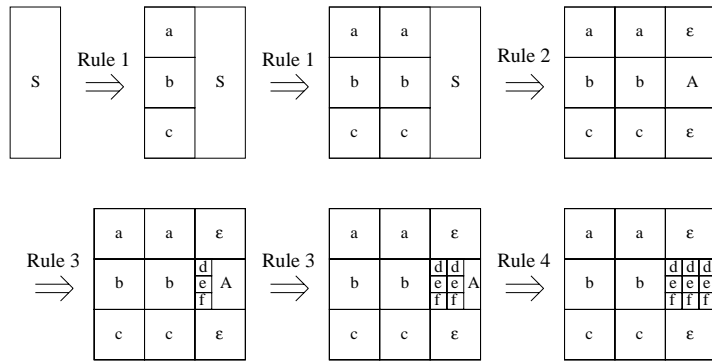 Rule 1 Rule 1 Rule 2
a a a ε
S b S b b S b b A
c c c c c ε
a a ε a a ε a a ε
Rule 3 Rule 3 Rule 4
d d d d d d
b b e A b b e e A b b e e e
f f f f f f
c c ε c c ε c c ε